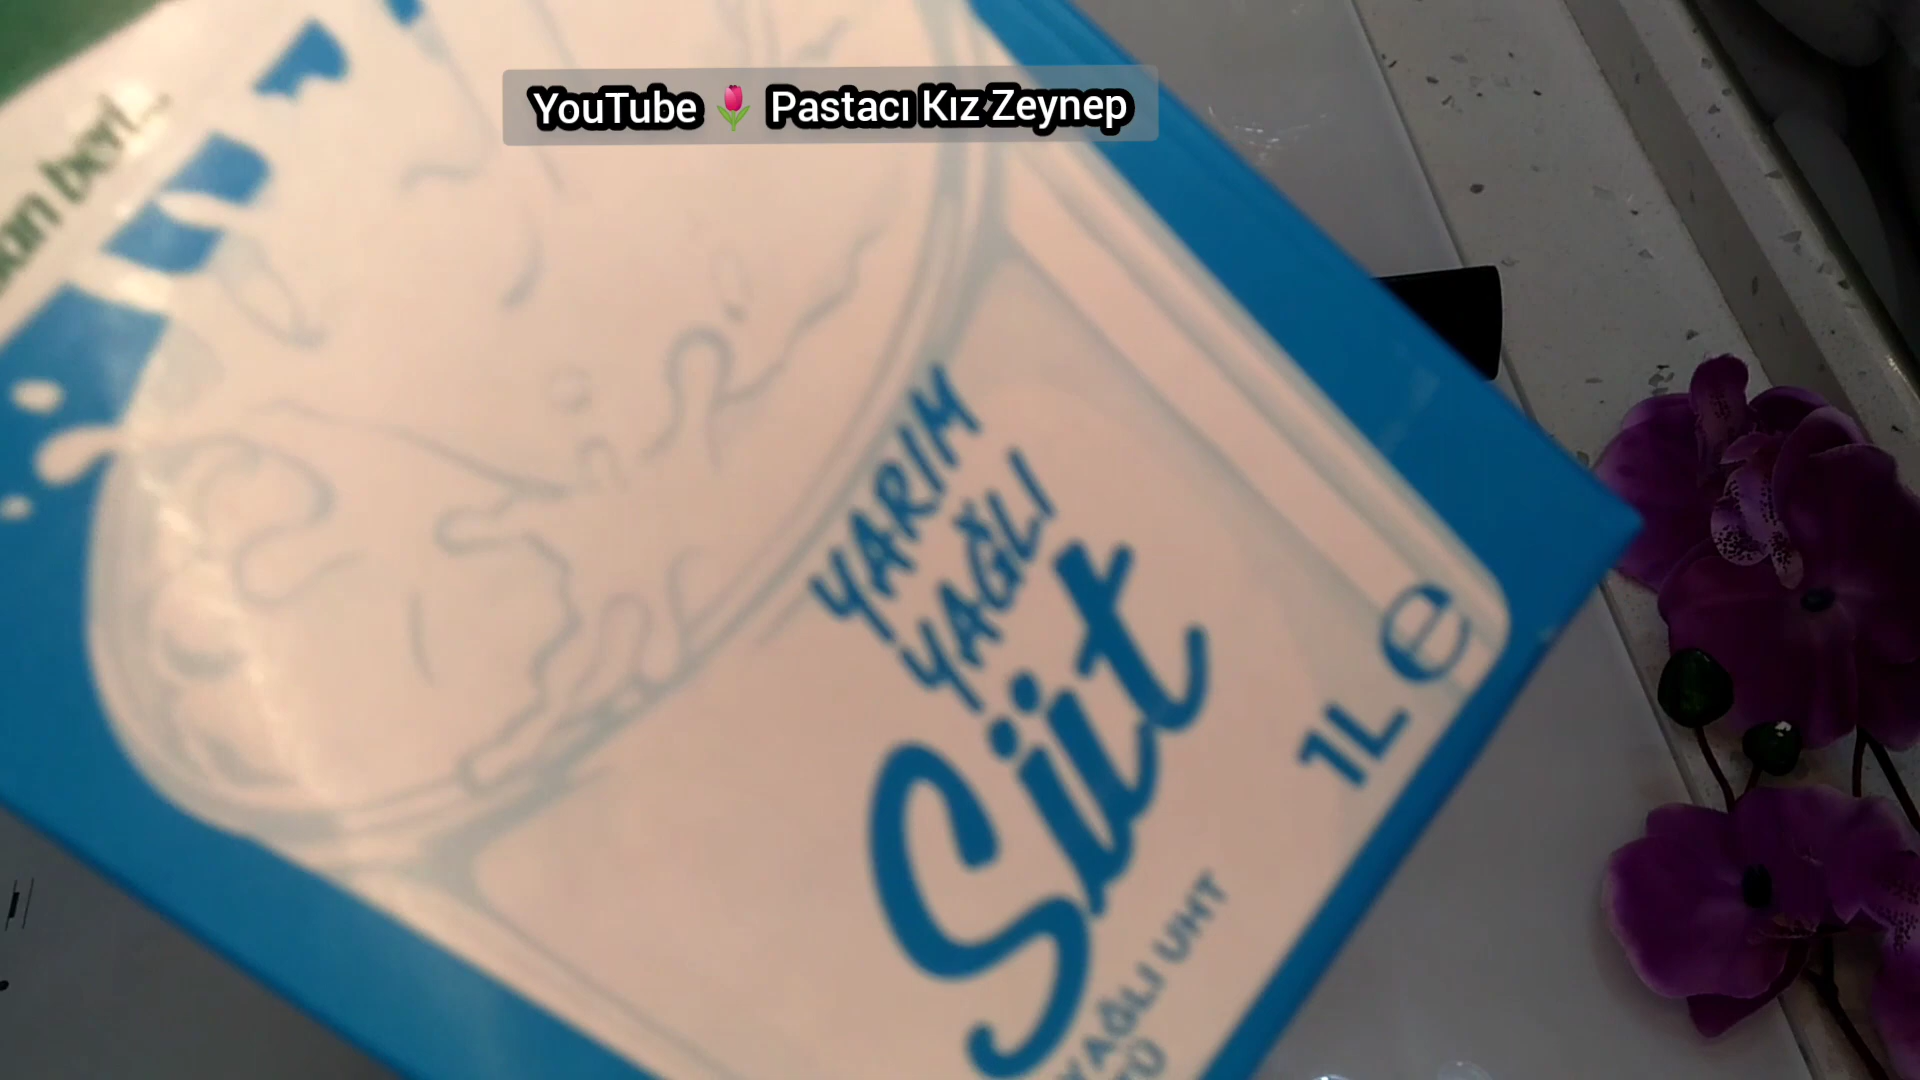 YouTube 🌷 Pastacı Kız Zeynep
YARIM
YAĞLI
Süt
1L e
YAĞLI UHT